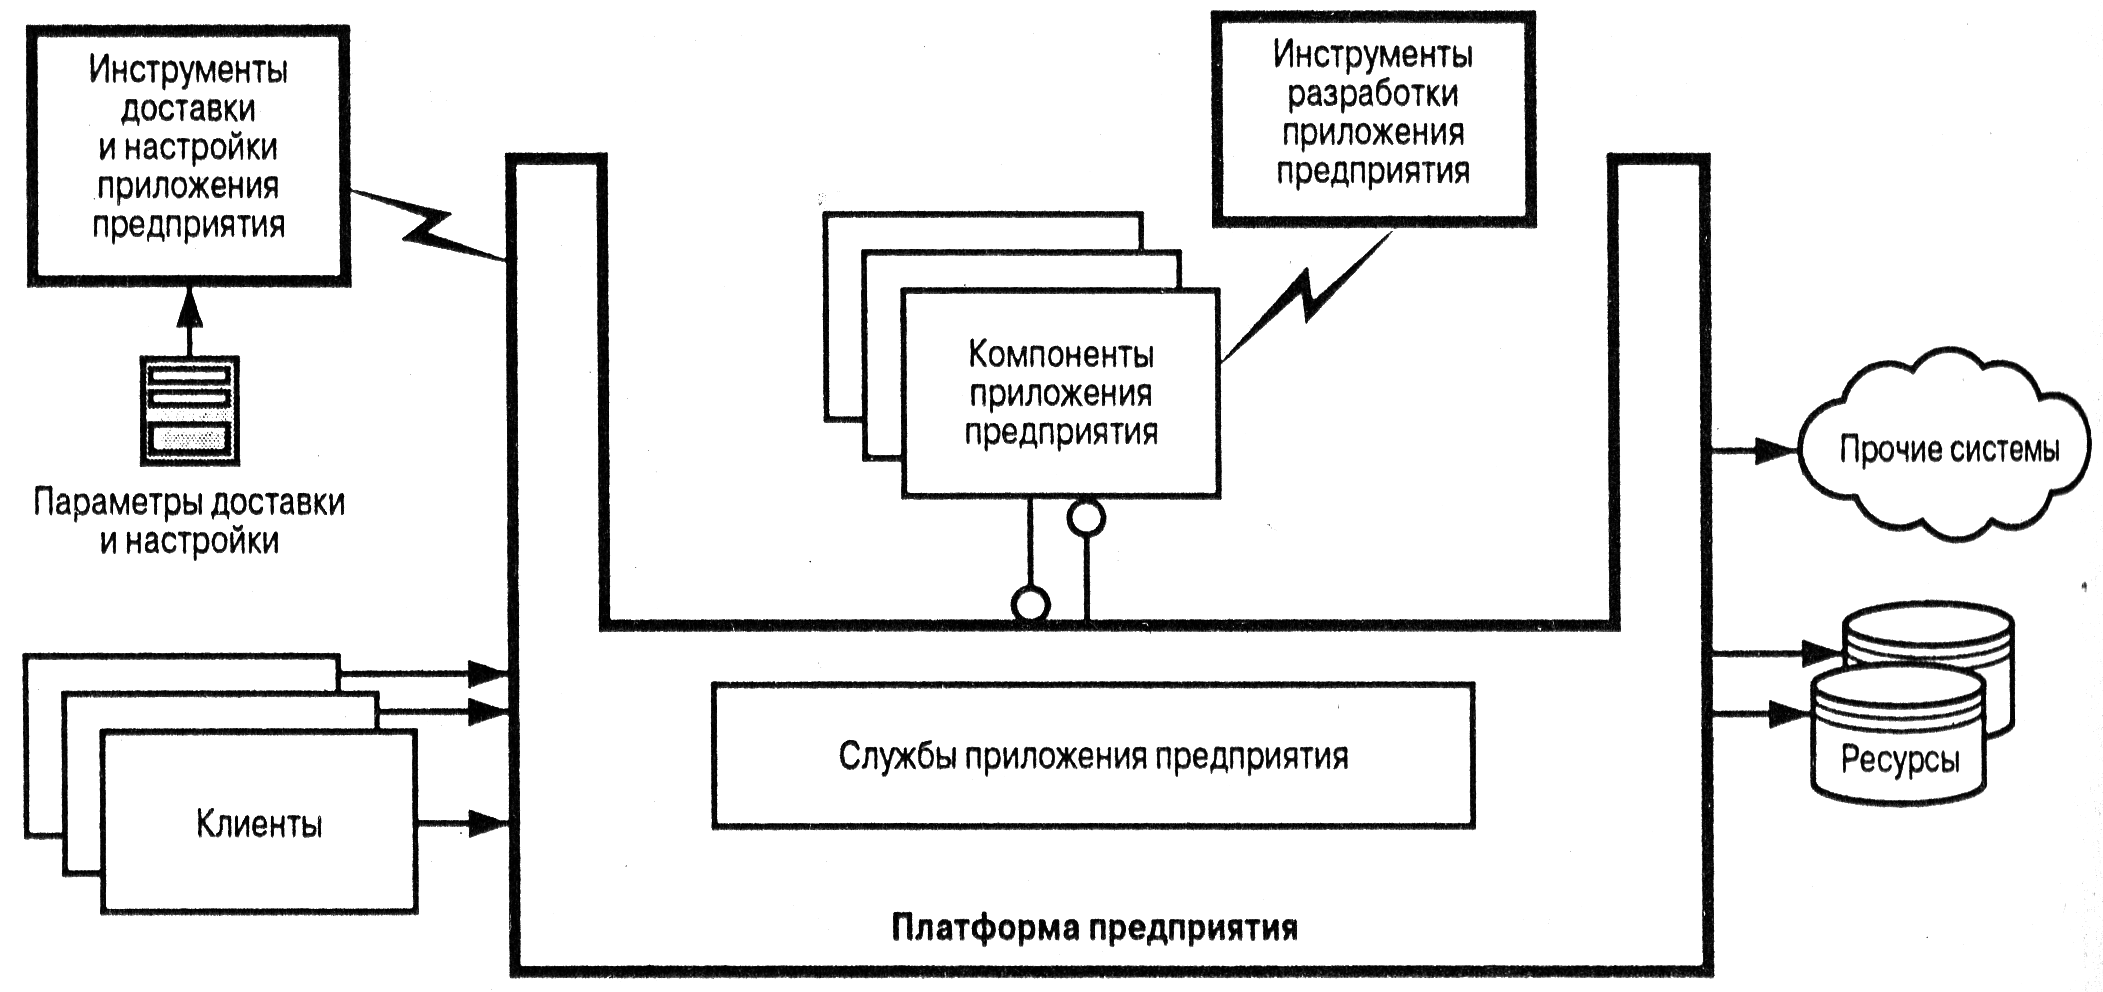 Инструменты
доставки
и настройки
приложения
предприятия
Инструменты
разработки
приложения
предприятия
Компоненты
приложения
предприятия
Параметры доставки
и настройки
Прочие системы
Клиенты
Службы приложения предприятия
Ресурсы
Платформа предприятия